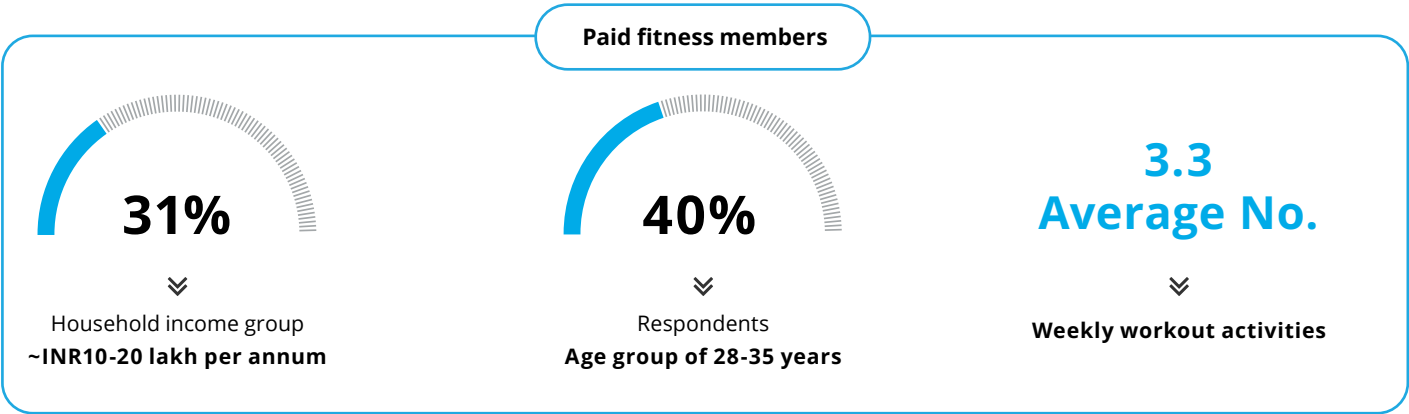 Paid fitness members
31%
Household income group
~INR10-20 lakh per annum
40%
Respondents
Age group of 28-35 years
3.3
Average No.
Weekly workout activities